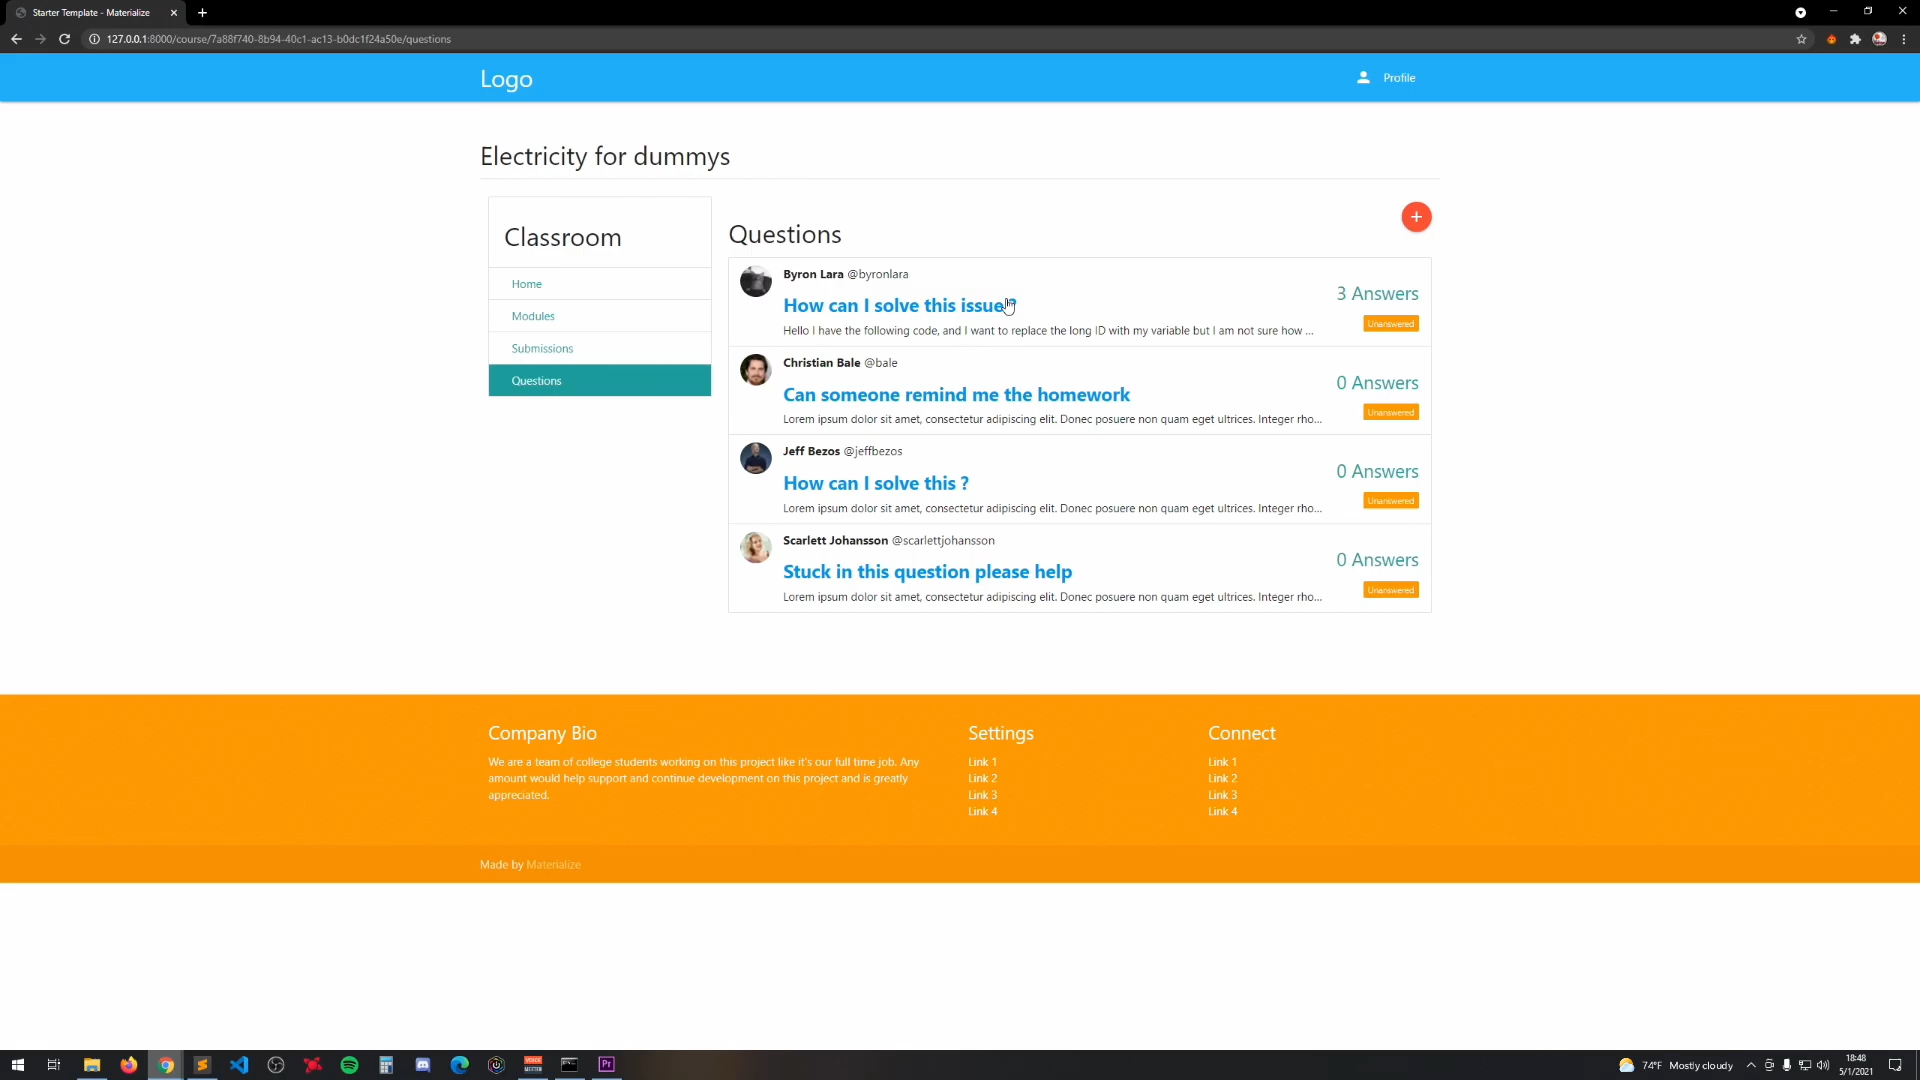 Starter Template - Materialize
127.0.0.1:8000/course/7a88f740-8b94-40c1-ac13-b0dc1f24a50e/questions
Logo
Profile
Electricity for dummys
Classroom
Home
Modules
Submissions
Questions
Questions
Byron Lara @byronlara
How can I solve this issue?
Hello I have the following code, and I want to replace the long ID with my variable but I am not sure how ...
3 Answers
Unanswered
Christian Bale @bale
Can someone remind me the homework
Lorem ipsum dolor sit amet, consectetur adipiscing elit. Donec posuere non quam eget ultrices. Integer rho...
0 Answers
Unanswered
Jeff Bezos @jeffbezos
How can I solve this ?
Lorem ipsum dolor sit amet, consectetur adipiscing elit. Donec posuere non quam eget ultrices. Integer rho...
0 Answers
Unanswered
Scarlett Johansson @scarlettjohansson
Stuck in this question please help
Lorem ipsum dolor sit amet, consectetur adipiscing elit. Donec posuere non quam eget ultrices. Integer rho...
0 Answers
Unanswered
Company Bio
We are a team of college students working on this project like it's our full time job. Any
amount would help support and continue development on this project and is greatly
appreciated.
Settings
Link 1
Link 2
Link 3
Link 4
Connect
Link 1
Link 2
Link 3
Link 4
Made by Materialize
Pr
74°F Mostly cloudy
18:48
5/1/2021